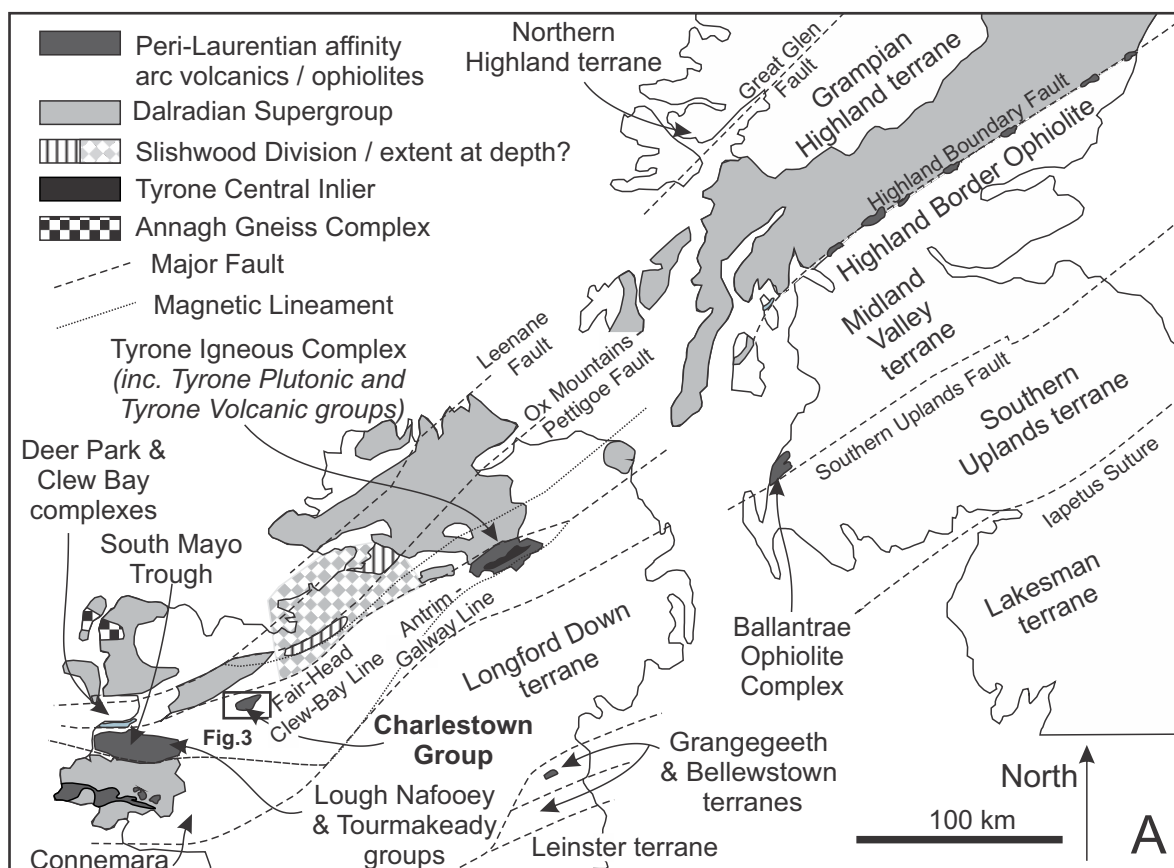 Peri-Laurentian affinity
arc volcanics / ophiolites
Dalradian Supergroup
Slishwood Division / extent at depth?
Tyrone Central Inlier
Annagh Gneiss Complex
Major Fault
Magnetic Lineament
Northern
Highland terrane
Great Glen
Fault
Grampian
Highland terrane
Highland Boundary Fault
Highland Border Ophiolite
Midland
Valley
terrane
Southern Uplands Fault
Southern
Uplands terrane
Iapetus Suture
Lakesman
terrane
Tyrone Igneous Complex
(inc. Tyrone Plutonic and
Tyrone Volcanic groups)
Leenane
Fault
Ox Mountains
Pettigoe Fault
Deer Park &
Clew Bay
complexes
South Mayo
Trough
Antrim -
Galway Line
Fair-Head
Clew-Bay Line
Longford Down
terrane
Ballantrae
Ophiolite
Complex
Fig.3
Charlestown
Group
Grangegeeth
& Bellewstown
terranes
Lough Nafooey
& Tourmakeady
groups
Leinster terrane
Connemara
North
100 km
A